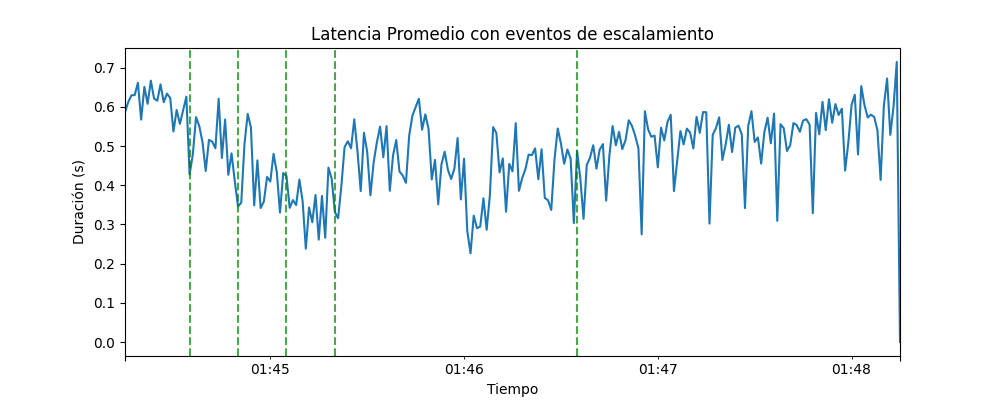 Latencia Promedio con eventos de escalamiento
Duración (s)
0.7
0.6
0.5
0.4
0.3
0.2
0.1
0.0
01:45 01:46 01:47 01:48
Tiempo